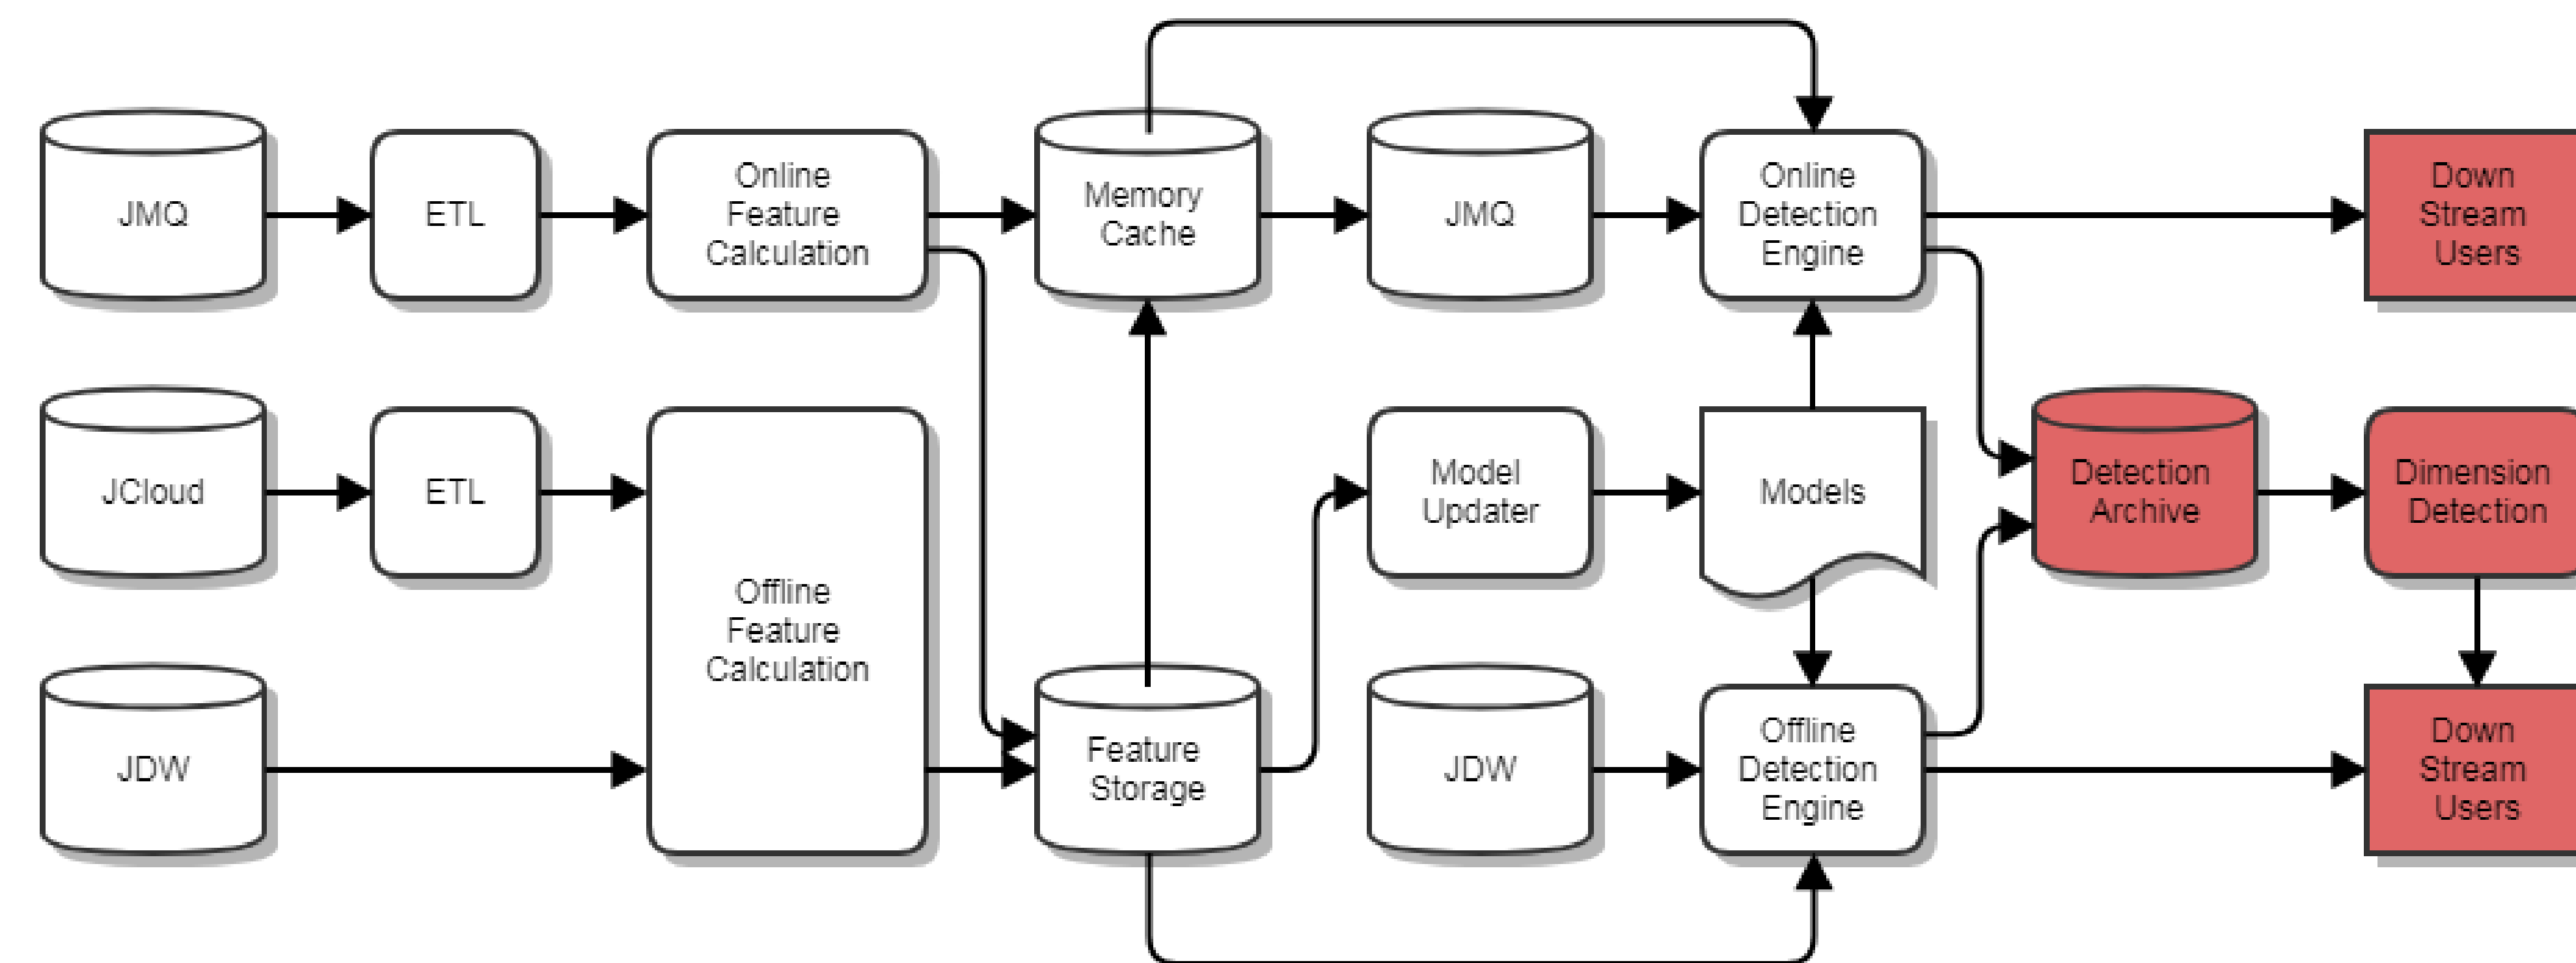 JMQ
ETL
Online
Feature
Calculation
Memory
Cache
JMQ
Online
Detection
Engine
Down
Stream
Users
JCloud
ETL
Offline
Feature
Calculation
Model
Updater
Models
Detection
Archive
Dimension
Detection
JDW
Feature
Storage
JDW
Offline
Detection
Engine
Down
Stream
Users